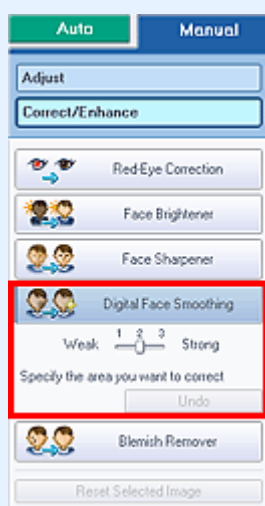 Auto Manual
Adjust
Correct/Enhance
Red-Eye Correction
Face Brightener
Face Sharpener
Digital Face Smoothing
1 2 3
Weak Strong
Specify the area you want to correct
Undo
Blemish Remover
Reset Selected Image